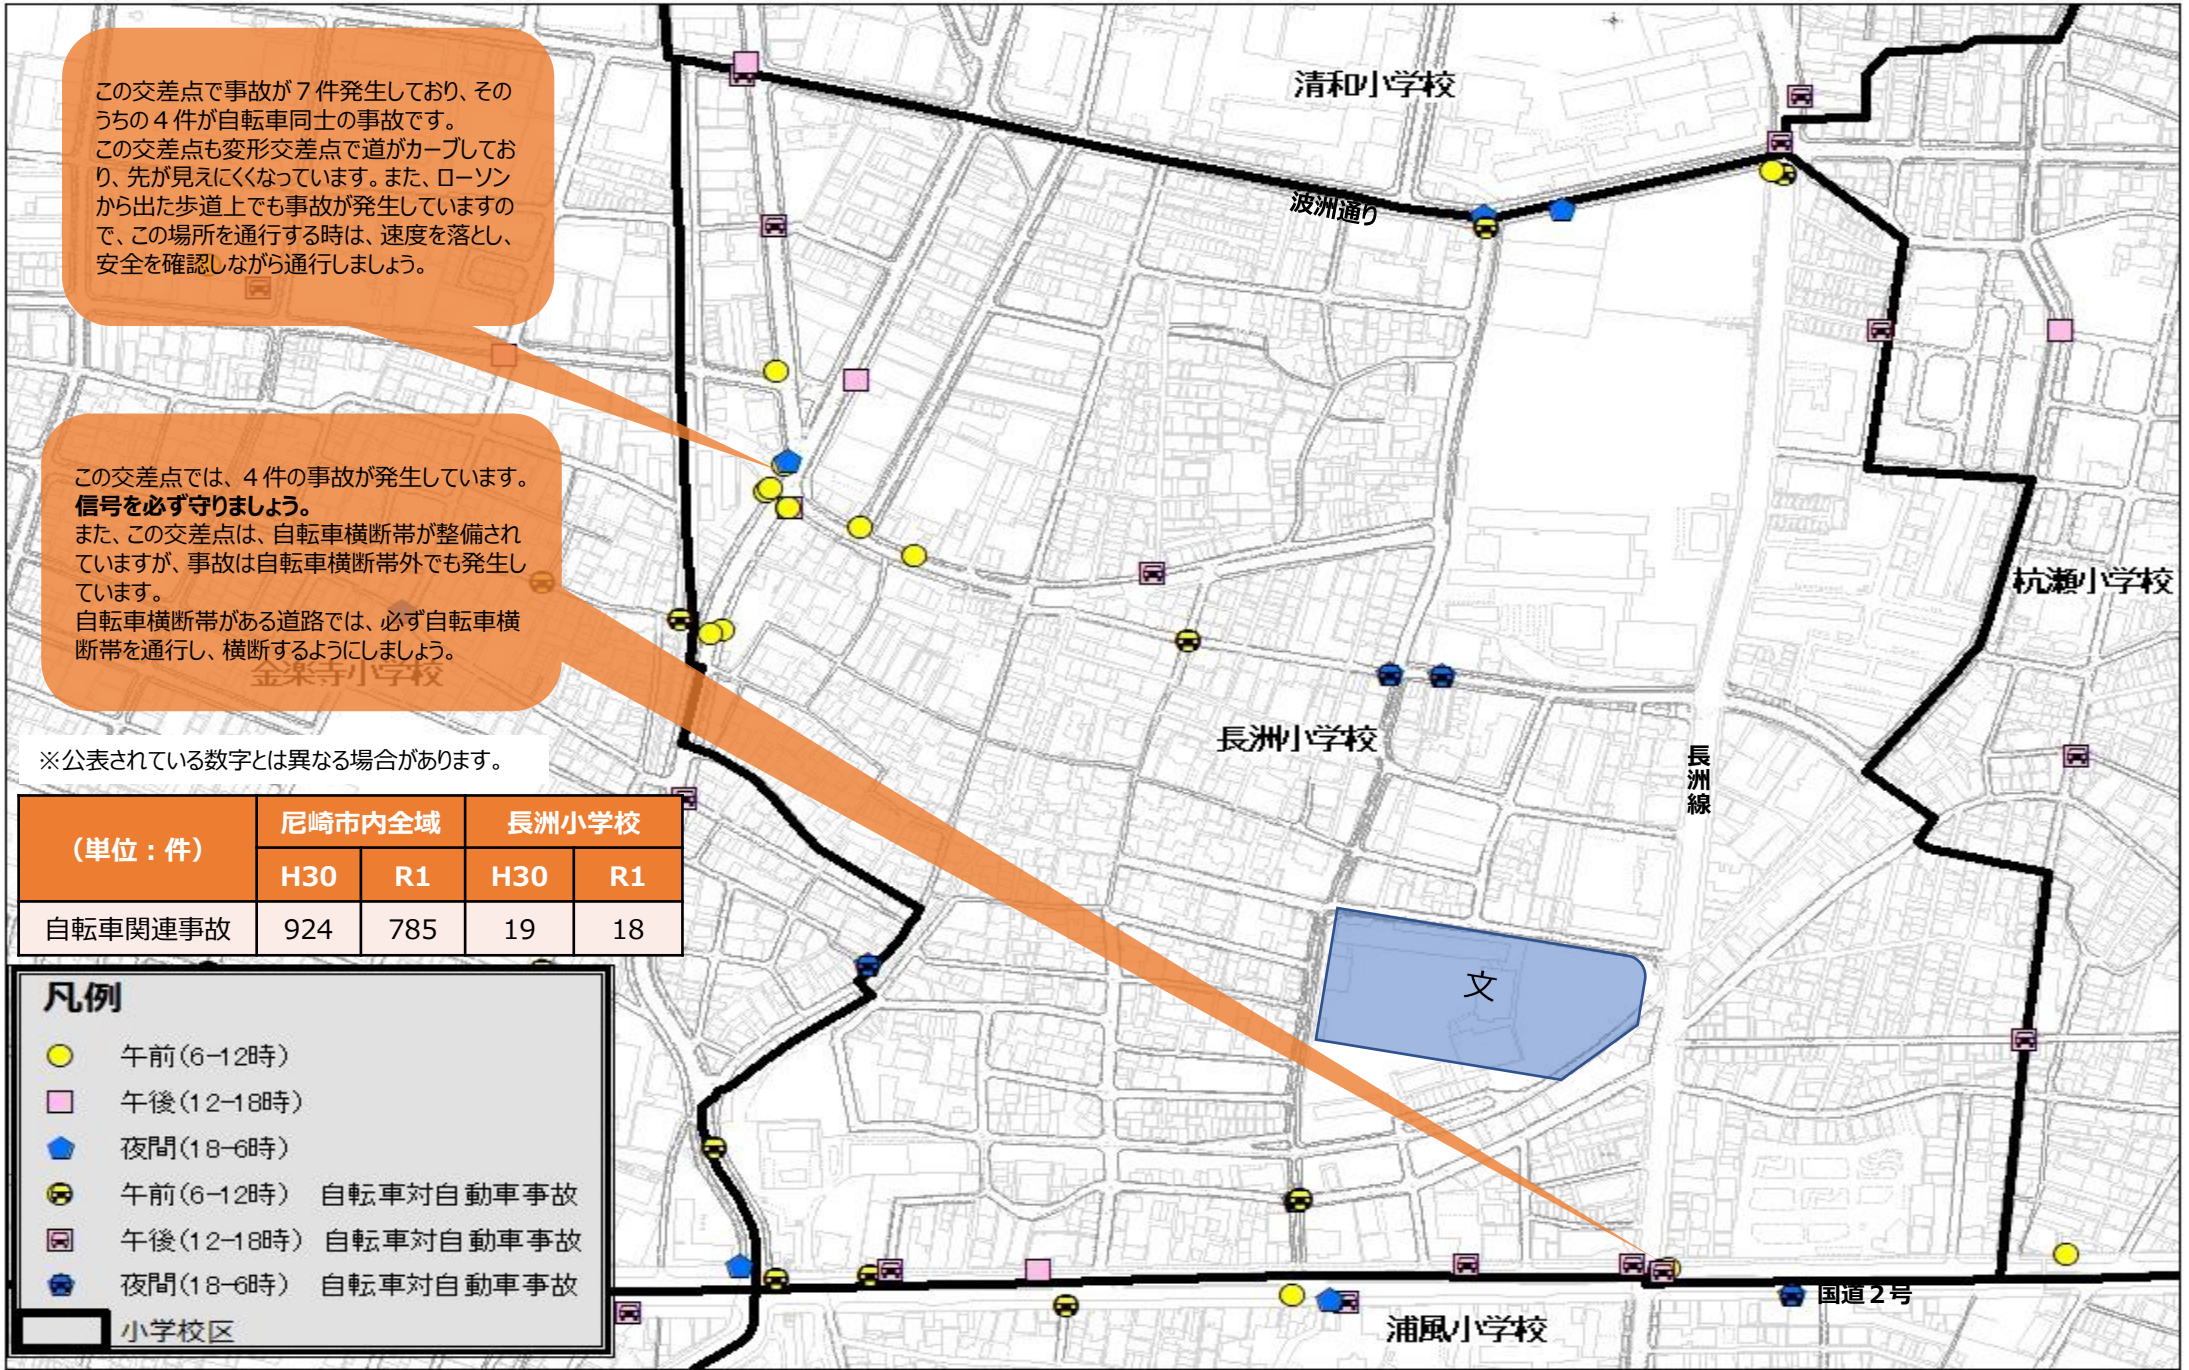 この交差点で事故が７件発生しており、その
うちの４件が自転車同士の事故です。
この交差点も変形交差点で道がカーブしてお
り、先が見えにくくなっています。また、ローソン
から出た歩道上でも事故が発生していますの
で、この場所を通行する時は、速度を落とし、
安全を確認しながら通行しましょう。
清和小学校
波洲通り
この交差点では、４件の事故が発生しています。
信号を必ず守りましょう。
また、この交差点は、自転車横断帯が整備され
ていますが、事故は自転車横断帯外でも発生し
ています。
自転車横断帯がある道路では、必ず自転車横
断帯を通行し、横断するようにしましょう。
金楽寺小学校
杭瀬小学校
長洲小学校
長洲線
※公表されている数字とは異なる場合があります。
（単位：件） 尼崎市内全域 長洲小学校
H30 R1 H30 R1
自転車関連事故 924 785 19 18
文
凡例
午前(6-12時)
午後(12-18時)
夜間(18-6時)
午前(6-12時) 自転車対自動車事故
午後(12-18時) 自転車対自動車事故
夜間(18-6時) 自転車対自動車事故
小学校区
国道２号
浦風小学校